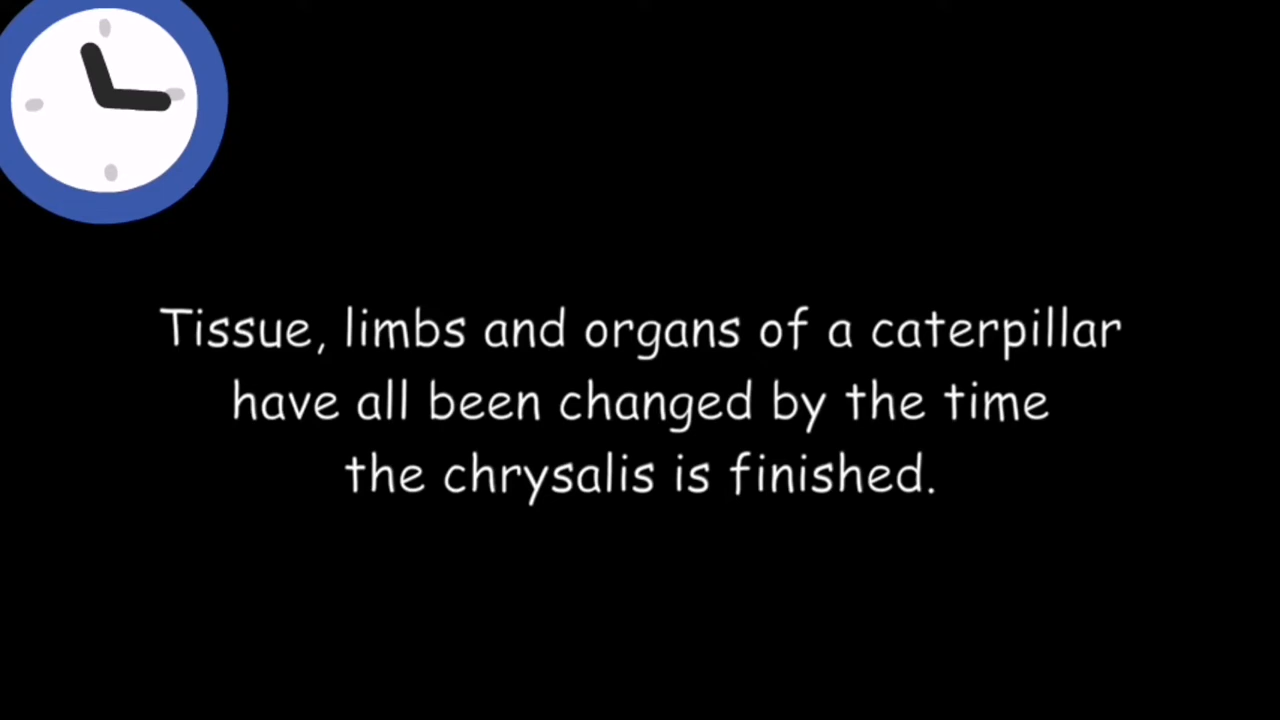 Tissue, limbs and organs of a caterpillar
have all been changed by the time
the chrysalis is finished.